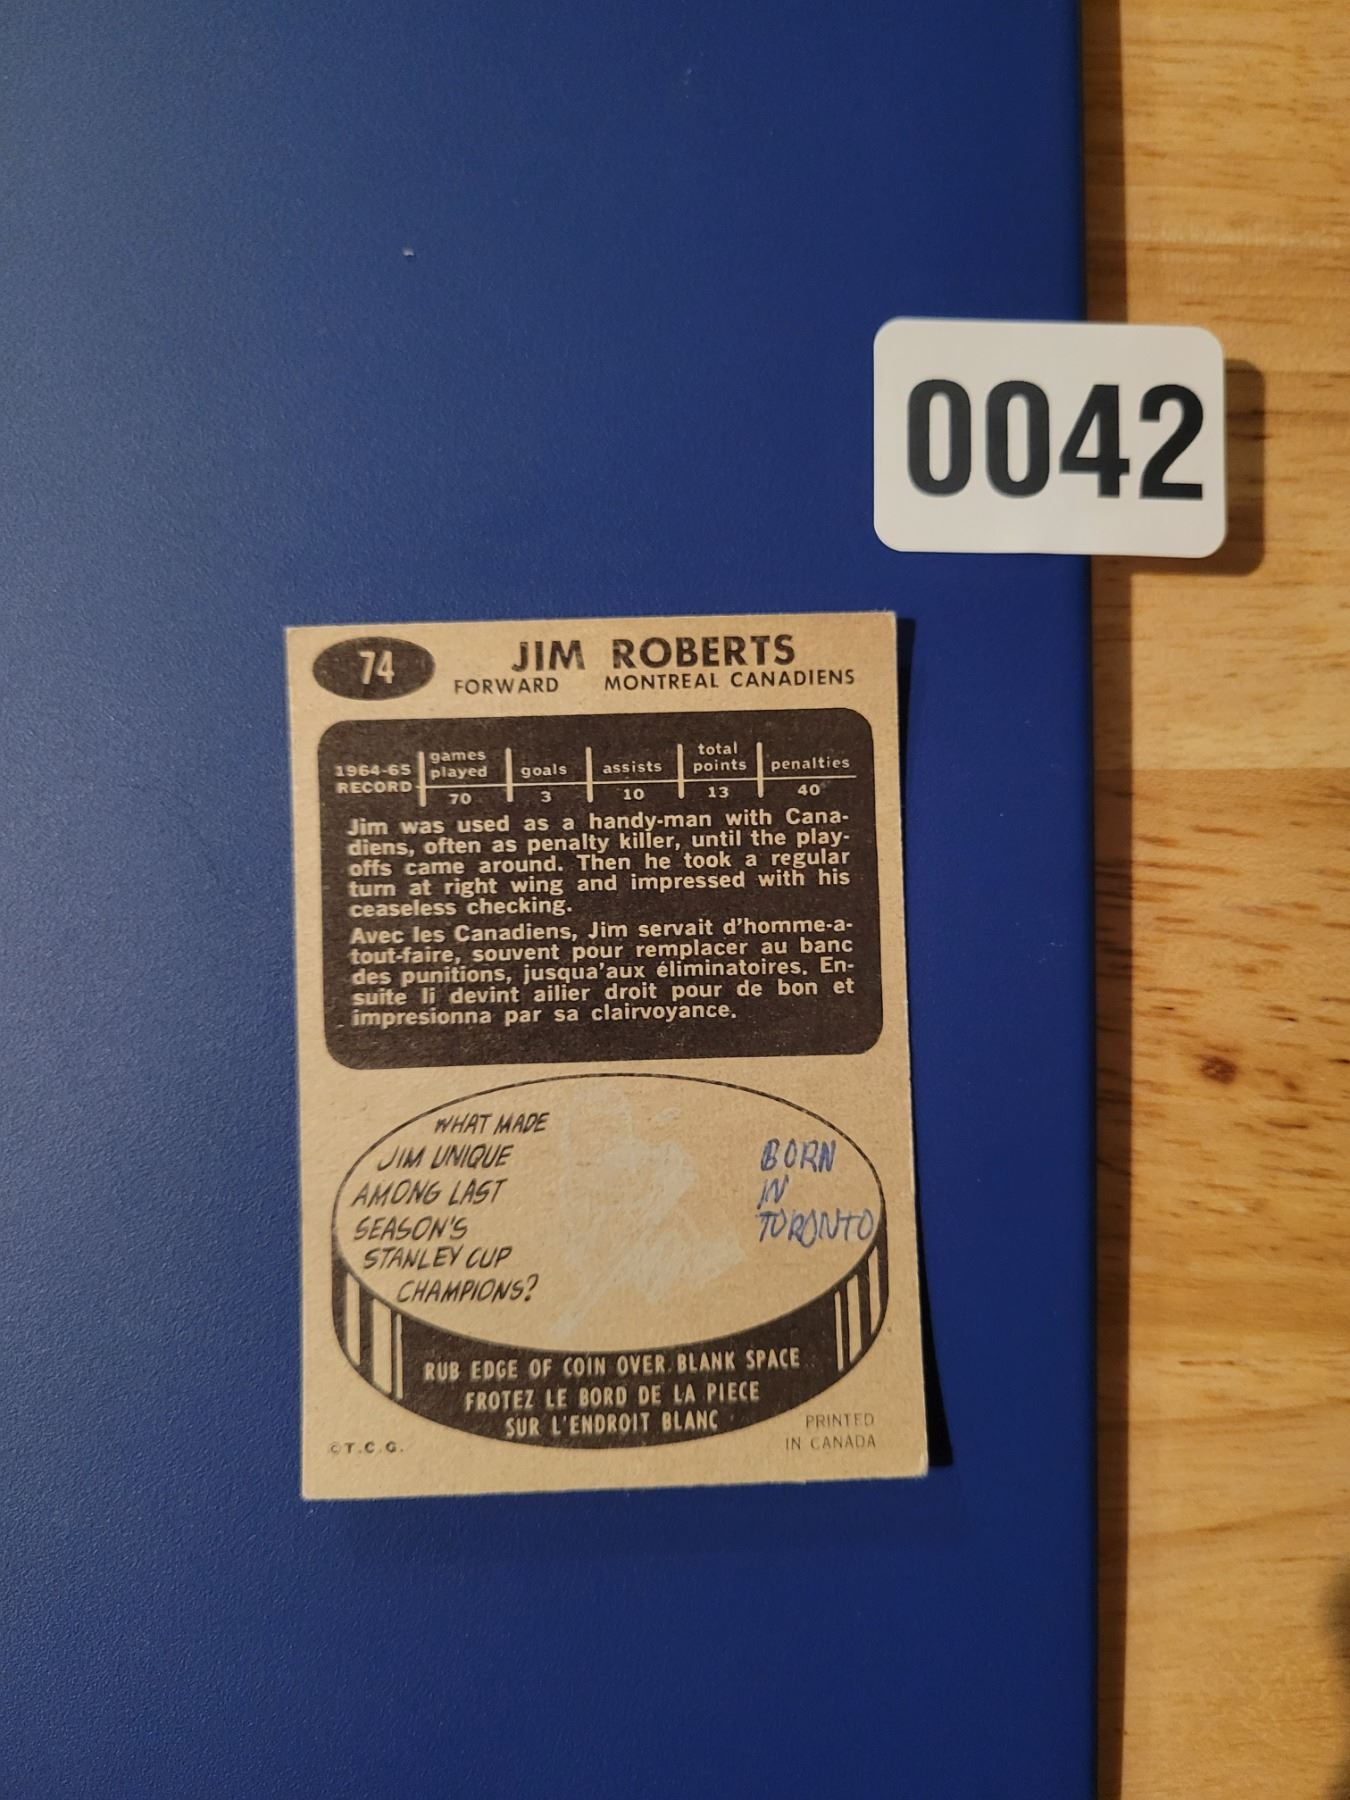 0042
74
JIM ROBERTS
FORWARD MONTREAL CANADIENS
1964-65 RECORD games played goals assists total points penalties
70 3 10 13 40
Jim was used as a handy-man with Cana-
diens, often as penalty killer, until the play-
offs came around. Then he took a regular
turn at right wing and impressed with his
ceaseless checking.
Avec les Canadiens, Jim servait d'homme-a-
tout-faire, souvent pour remplacer au banc
des punitions, jusqua'aux éliminatoires. En-
suite li devint ailier droit pour de bon et
impresionna par sa clairvoyance.
WHAT MADE
JIM UNIQUE
AMONG LAST
SEASON'S
STANLEY CUP
CHAMPIONS?
BORN
IN
TORONTO
RUB EDGE OF COIN OVER BLANK SPACE
FROTEZ LE BORD DE LA PIECE
SUR L'ENDROIT BLANC
©T.C.G.
PRINTED
IN CANADA